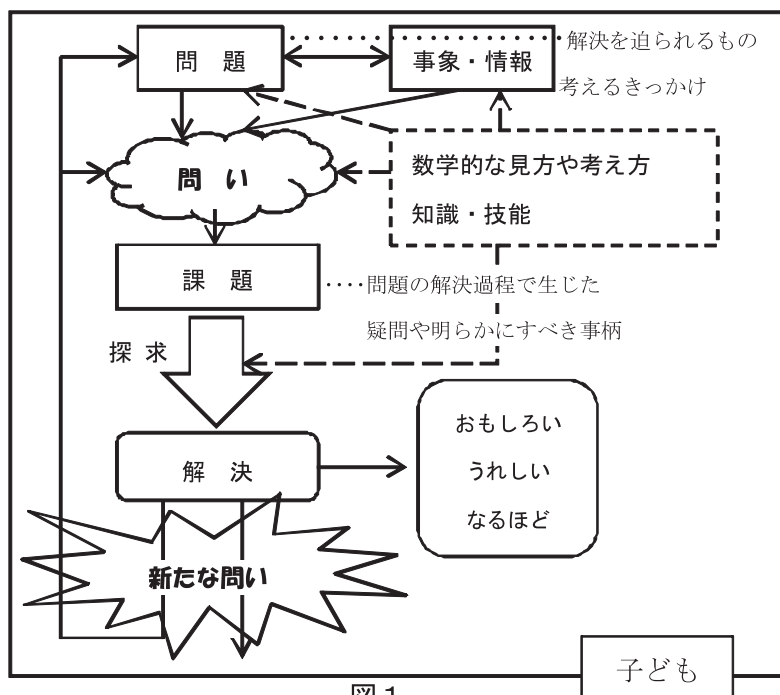 問 題
事象・情報
解決を迫られるもの
考えるきっかけ
問 い
数学的な見方や考え方
知識・技能
課 題
問題の解決過程で生じた
疑問や明らかにすべき事柄
探 求
解 決
おもしろい
うれしい
なるほど
新たな問い
子ども
図1